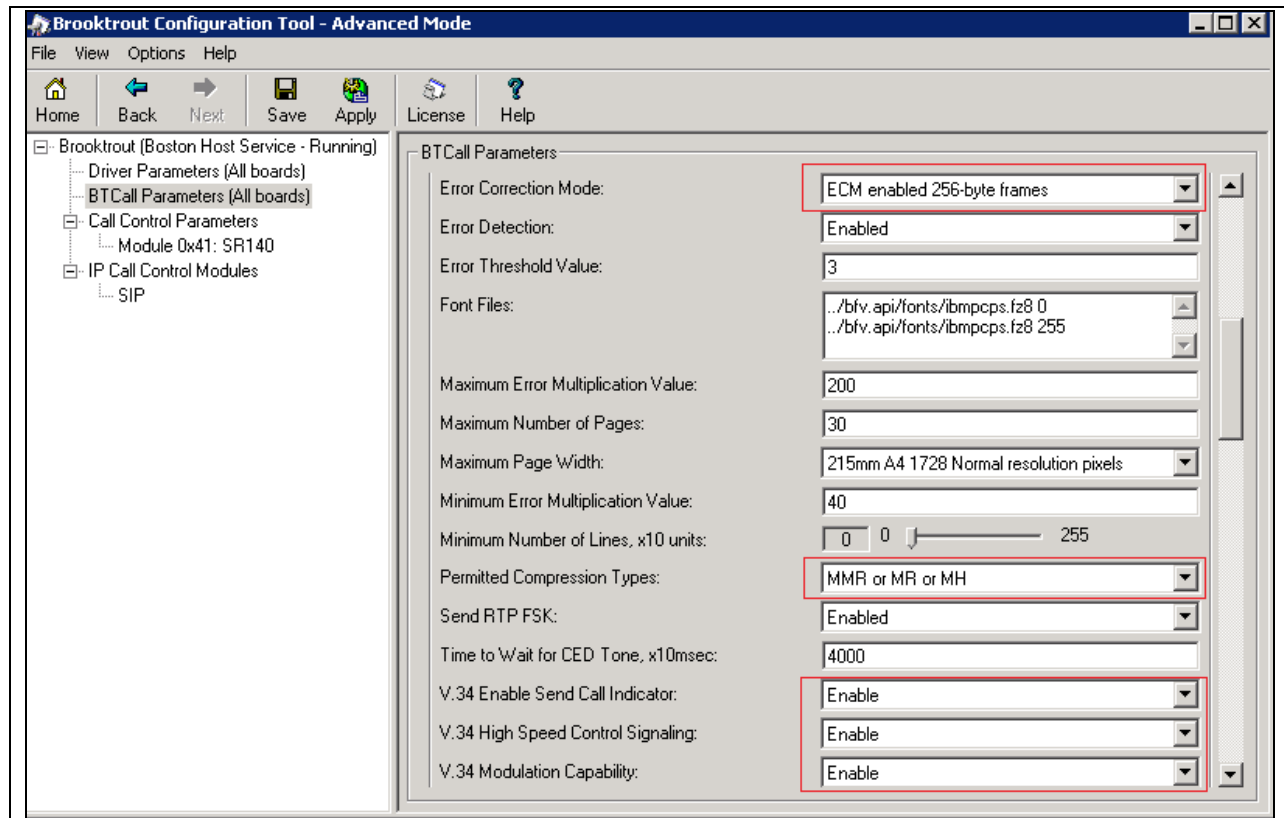 Brooktrout Configuration Tool - Advanced Mode
File View Options Help
Home Back Next Save Apply License Help
Brooktrout (Boston Host Service - Running)
Driver Parameters (All boards)
BTCall Parameters (All boards)
Call Control Parameters
Module 0x41: SR140
IP Call Control Modules
SIP
BTCall Parameters
Error Correction Mode: ECM enabled 256-byte frames
Error Detection: Enabled
Error Threshold Value: 3
Font Files: ../bfv.api/fonts/ibmpcps.fz8 0
../bfv.api/fonts/ibmpcps.fz8 255
Maximum Error Multiplication Value: 200
Maximum Number of Pages: 30
Maximum Page Width: 215mm A4 1728 Normal resolution pixels
Minimum Error Multiplication Value: 40
Minimum Number of Lines, x10 units: 0 0 255
Permitted Compression Types: MMR or MR or MH
Send RTP FSK: Enabled
Time to Wait for CED Tone, x10msec: 4000
V.34 Enable Send Call Indicator: Enable
V.34 High Speed Control Signaling: Enable
V.34 Modulation Capability: Enable